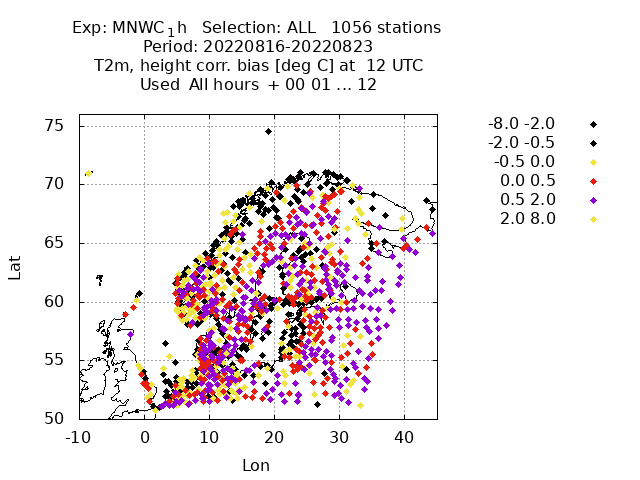 Exp: MNWC_1h   Selection: ALL   1056 stations
Period: 20220816-20220823
T2m, height corr. bias [deg C] at  12 UTC
Used  All hours  + 00 01 ... 12
-8.0 -2.0
-2.0 -0.5
-0.5 0.0
0.0 0.5
0.5 2.0
2.0 8.0
75
70
65
60
55
50
Lat
-10 0 10 20 30 40
Lon